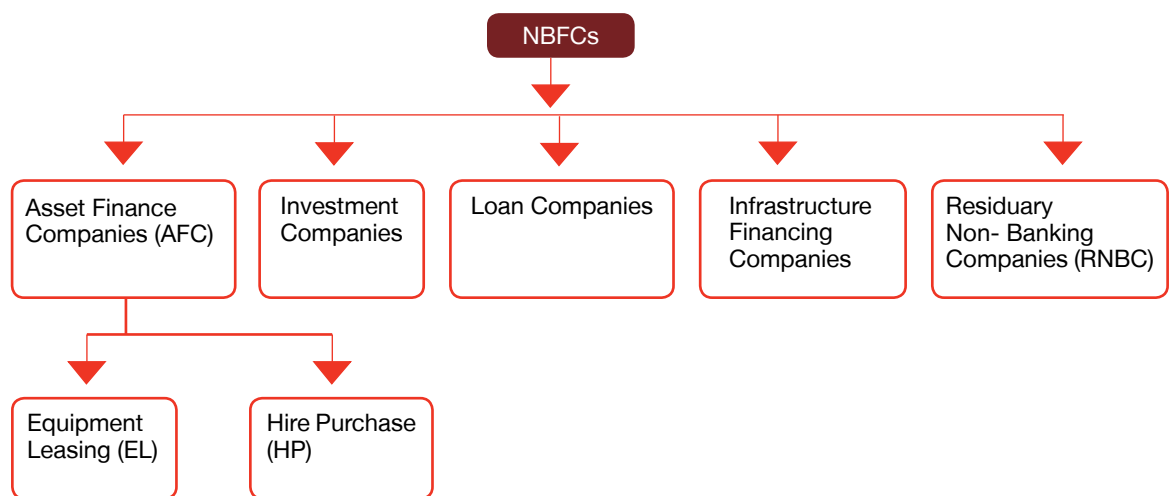 NBFCs
Asset Finance
Companies (AFC)
Investment
Companies
Loan Companies
Infrastructure
Financing
Companies
Residuary
Non- Banking
Companies (RNBC)
Equipment
Leasing (EL)
Hire Purchase
(HP)